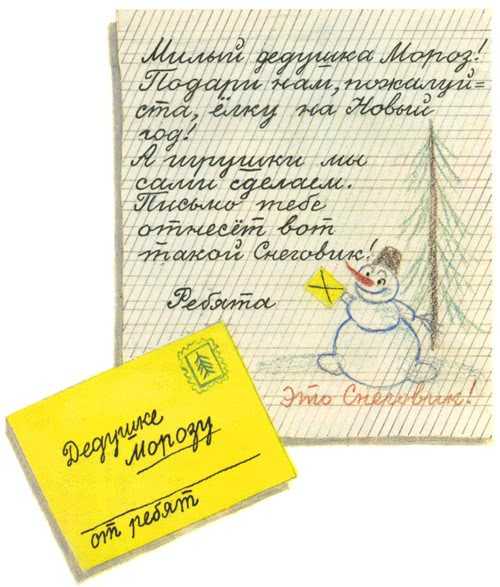 Милый дедушка Мороз!
Подари нам, пожалуй=
ста, ёлку на Новый
год!
А игрушки мы
сами сделаем.
Письмо тебе
отнесёт вот
такой Снеговик!
Ребята
Это Снеговик!
Дедушке
Морозу
от ребят